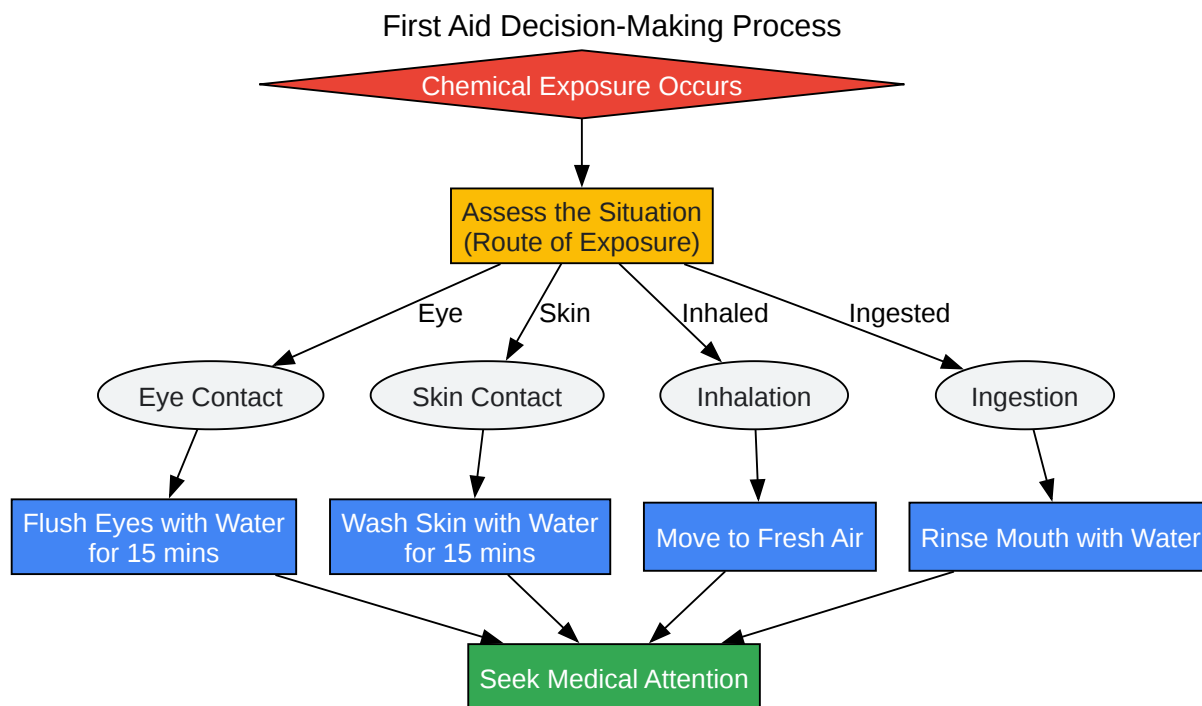 First Aid Decision-Making Process
Chemical Exposure Occurs
Assess the Situation
(Route of Exposure)
Eye
Skin
Inhaled
Ingested
Eye Contact
Skin Contact
Inhalation
Ingestion
Flush Eyes with Water
for 15 mins
Wash Skin with Water
for 15 mins
Move to Fresh Air
Rinse Mouth with Water
Seek Medical Attention